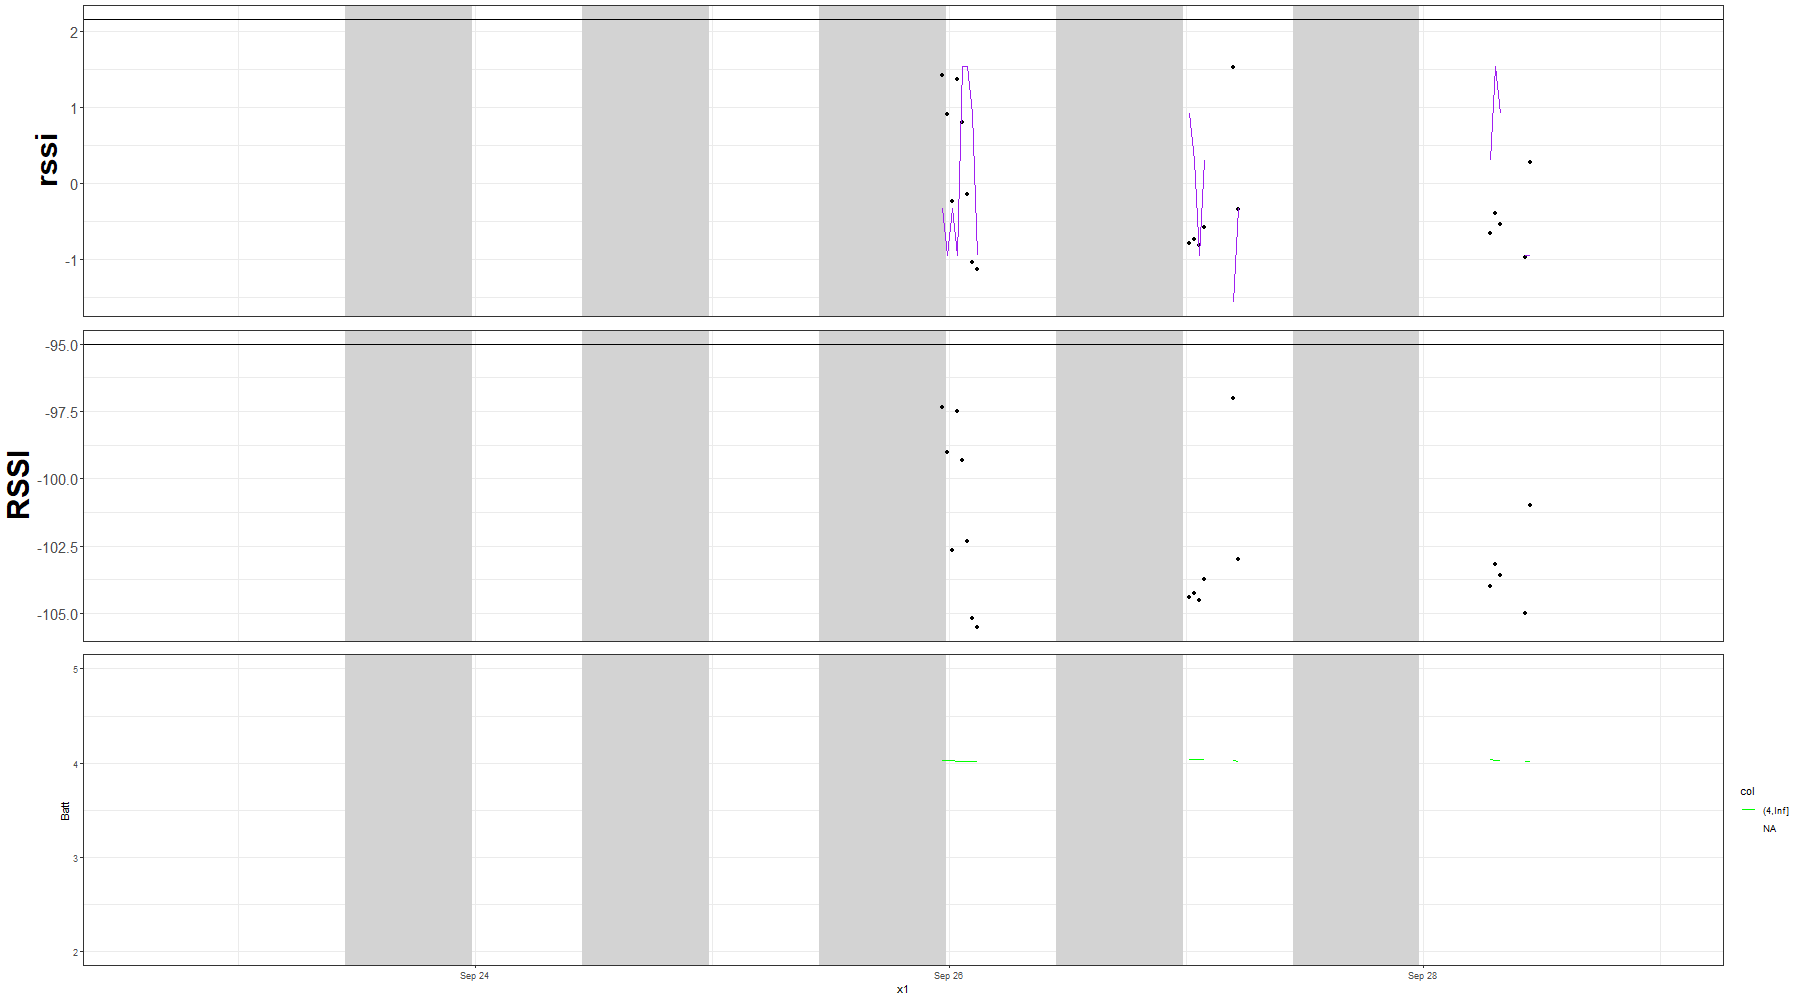 rssi
2
1
0
-1
RSSI
-95.0
-97.5
-100.0
-102.5
-105.0
Batt
5
4
3
2
Sep 24
Sep 26
Sep 28
x1
col
(4,Inf]
NA